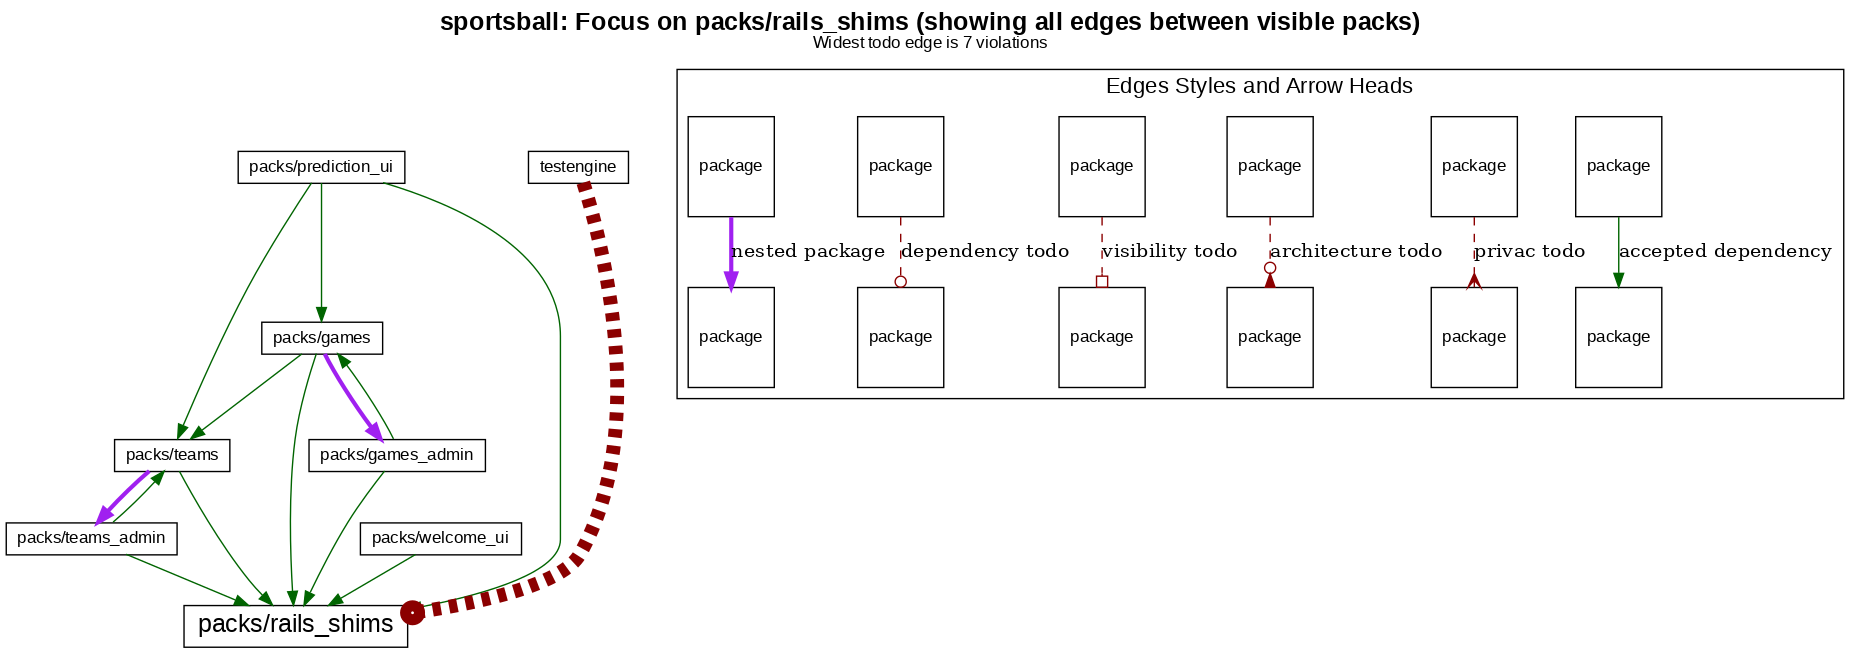 sportsball: Focus on packs/rails_shims (showing all edges between visible packs)
Widest todo edge is 7 violations
Edges Styles and Arrow Heads
package package package package package package
nested package dependency todo visibility todo architecture todo privac todo accepted dependency
package package package package package package
packs/prediction_ui testengine
packs/games
packs/teams packs/games_admin
packs/teams_admin packs/welcome_ui
packs/rails_shims